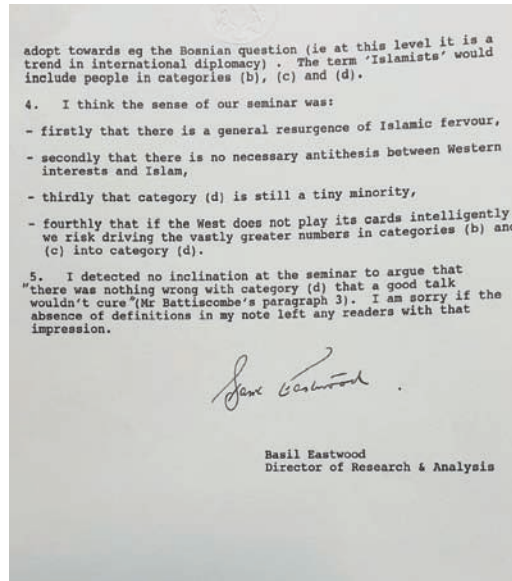 adopt towards eg the Bosnian question (ie at this level it is a
trend in international diplomacy) . The term 'Islamists' would
include people in categories (b), (c) and (d).
4. I think the sense of our seminar was:
- firstly that there is a general resurgence of Islamic fervour,
- secondly that there is no necessary antithesis between Western
interests and Islam,
- thirdly that category (d) is still a tiny minority,
- fourthly that if the West does not play its cards intelligently
we risk driving the vastly greater numbers in categories (b) and
(c) into category (d).
5. I detected no inclination at the seminar to argue that
"there was nothing wrong with category (d) that a good talk
wouldn't cure"(Mr Battiscombe's paragraph 3). I am sorry if the
absence of definitions in my note left any readers with that
impression.
Eastwood
Basil Eastwood
Director of Research & Analysis